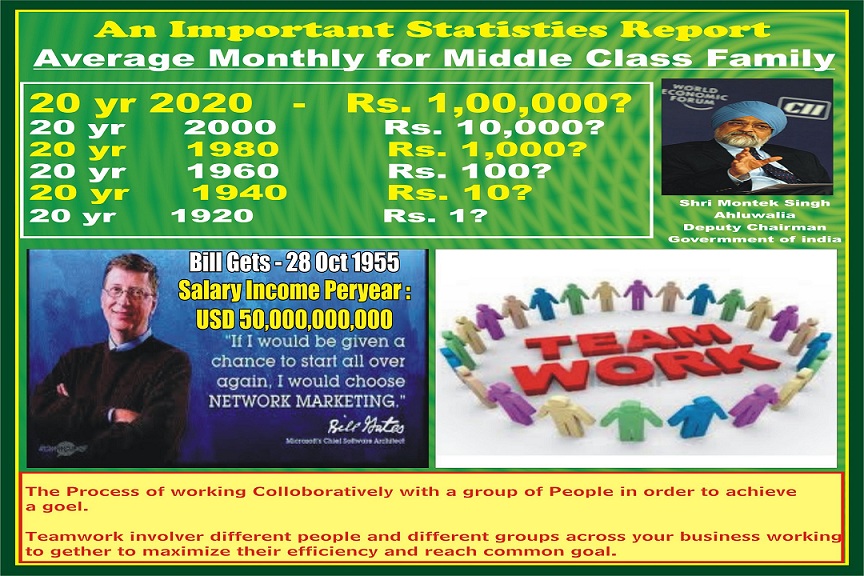 An Important Statisties Report
Average Monthly for Middle Class Family
20 yr 2020 - Rs. 1,00,000?
20 yr 2000 Rs. 10,000?
20 yr 1980 Rs. 1,000?
20 yr 1960 Rs. 100?
20 yr 1940 Rs. 10?
20 yr 1920 Rs. 1?
WORLD
ECONOMIC
FORUM
CII
Shri Montek Singh
Ahluwalia
Deputy Chairman
Govermment of india
Bill Gets - 28 Oct 1955
Salary Income Peryear :
USD 50,000,000,000
"If I would be given a
chance to start all over
again, I would choose
NETWORK MARKETING."
Bill Gates
Microsoft's Chief Software Architect
TEAM
WORK
The Process of working Colloboratively with a group of People in order to achieve
a goel.
Teamwork involver different people and different groups across your business working
to gether to maximize their efficiency and reach common goal.